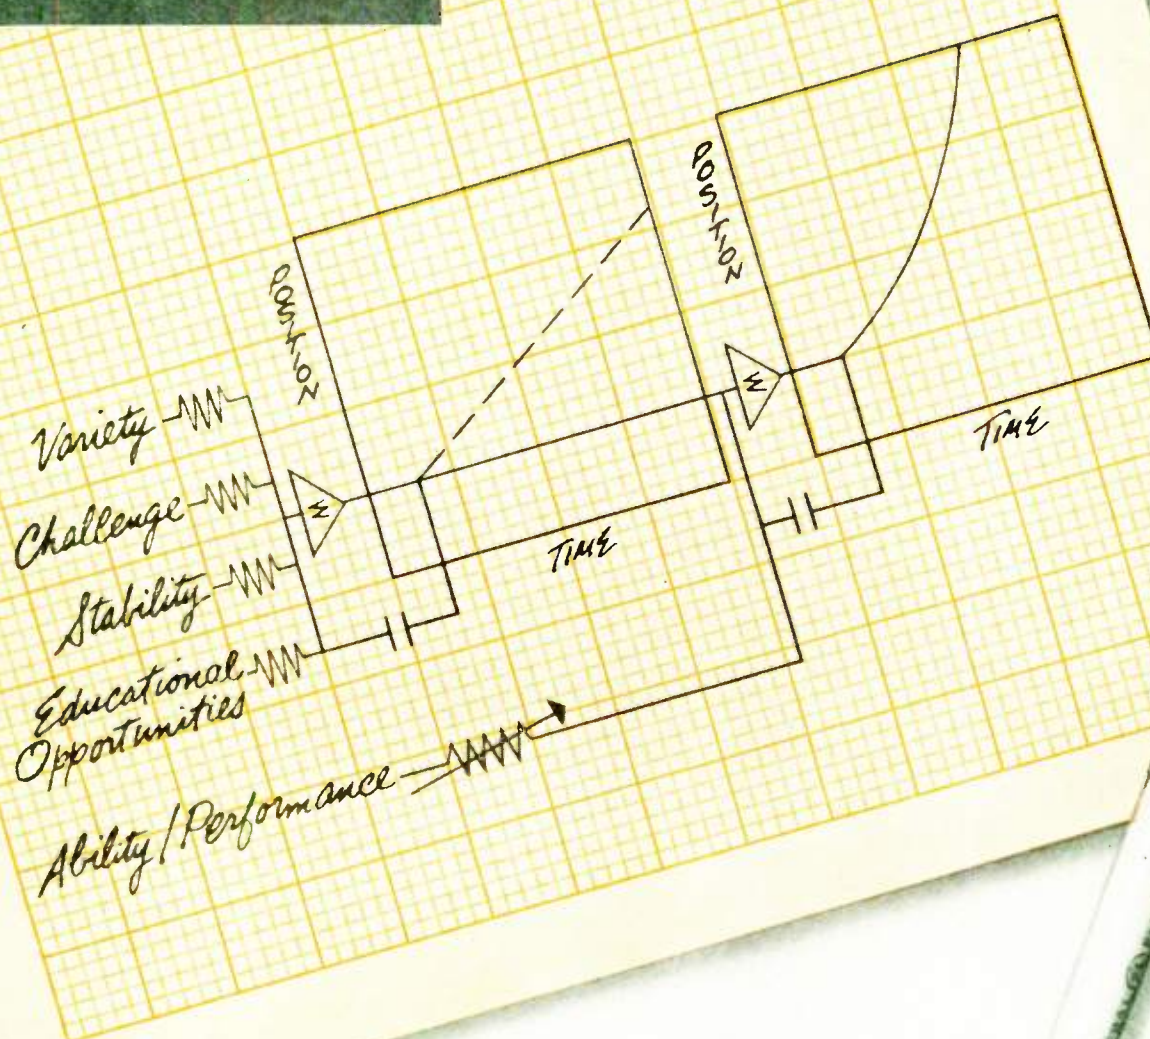 POSITION
POSITION
Variety
Challenge
Stability
Educational
Opportunities
Ability/Performance
Σ
Σ
TIME
TIME